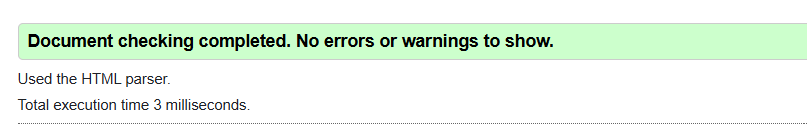 Document checking completed. No errors or warnings to show.
Used the HTML parser.
Total execution time 3 milliseconds.